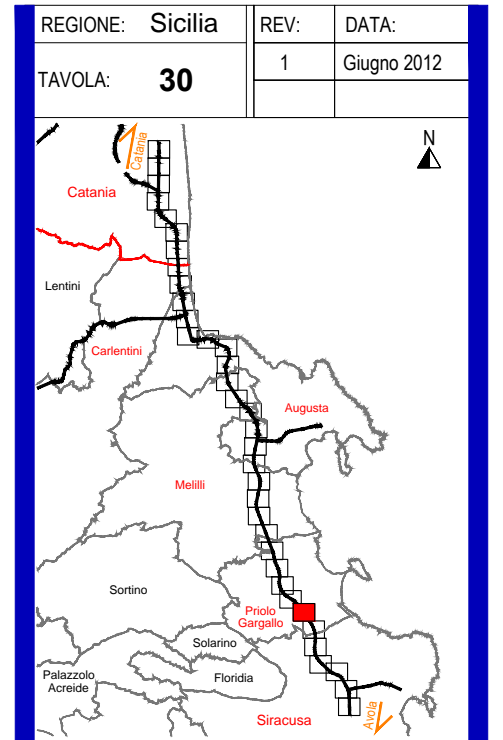 REGIONE: Sicilia
REV: DATA:
TAVOLA: 30
1 Giugno 2012
N
Catania
Catania
Lentini
Carlentini
Augusta
Melilli
Sortino
Priolo
Gargallo
Solarino
Palazzolo
Acreide
Floridia
Siracusa
Avola